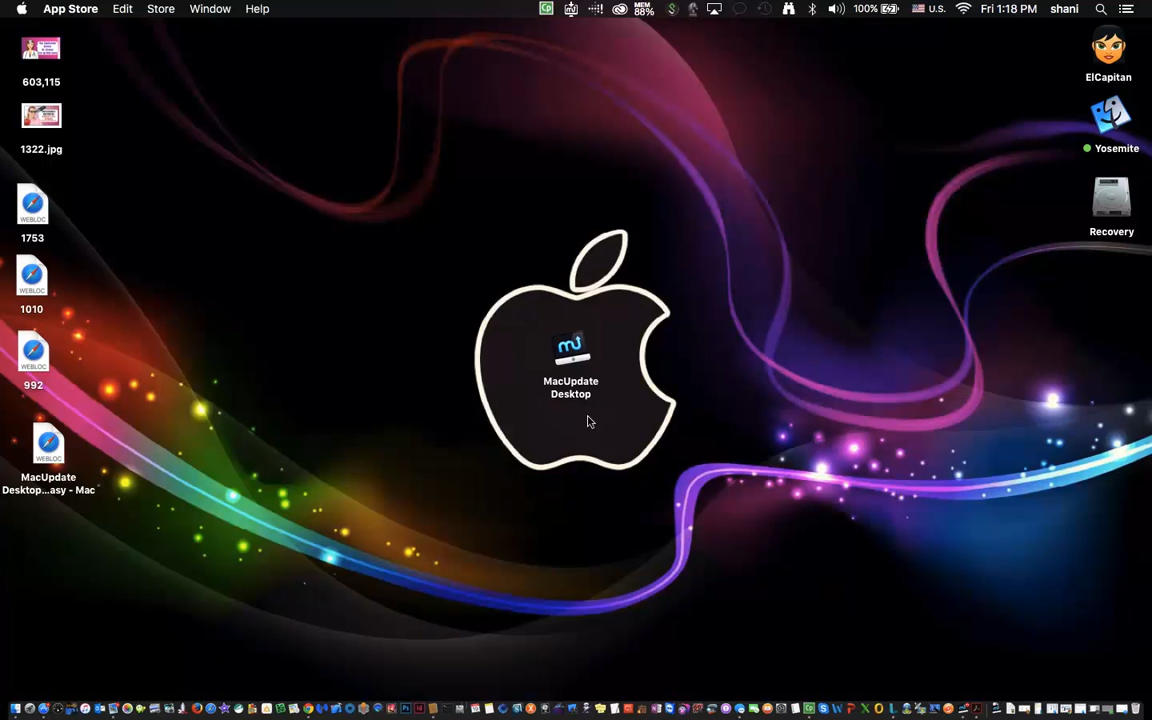 App Store Edit Store Window Help
MEM 88% 100% U.S. Fri 1:18 PM shani
603,115
1322.jpg
WEBLOC
1753
WEBLOC
1010
WEBLOC
992
WEBLOC
MacUpdate
Desktop...asy - Mac
MacUpdate
Desktop
ElCapitan
Yosemite
Recovery